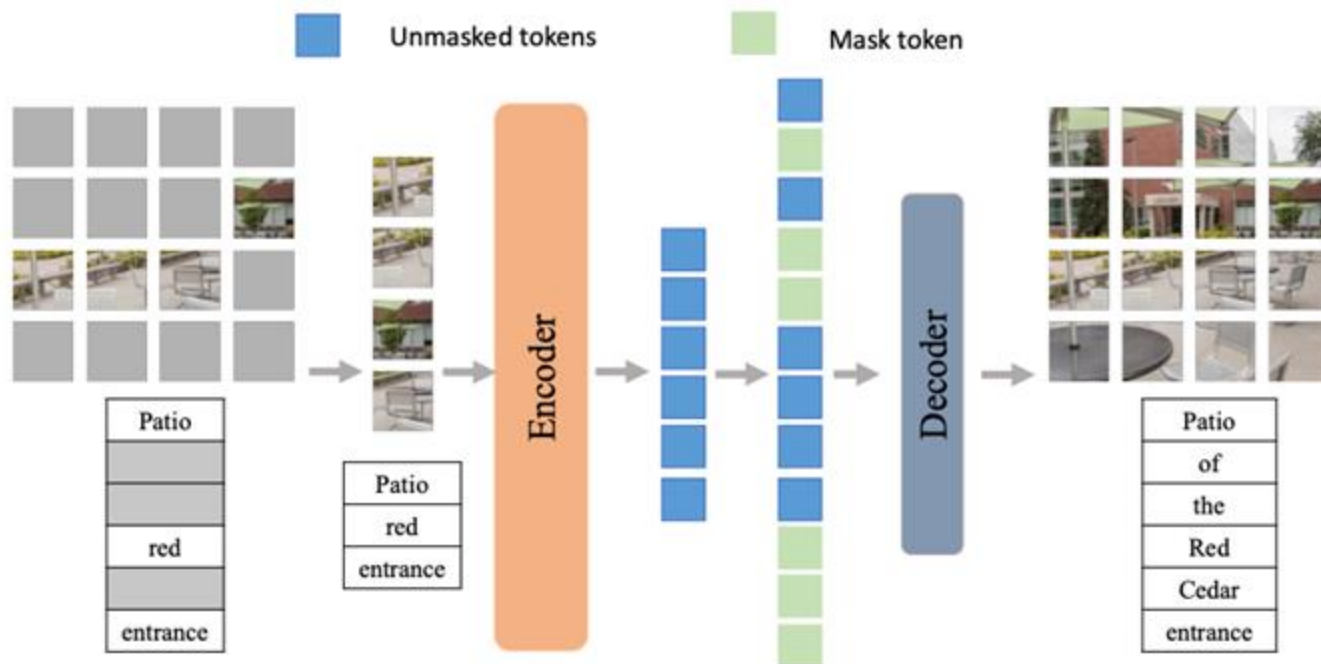 Unmasked tokens
Mask token
Patio
red
entrance
Patio
red
entrance
Encoder
Decoder
Patio
of
the
Red
Cedar
entrance